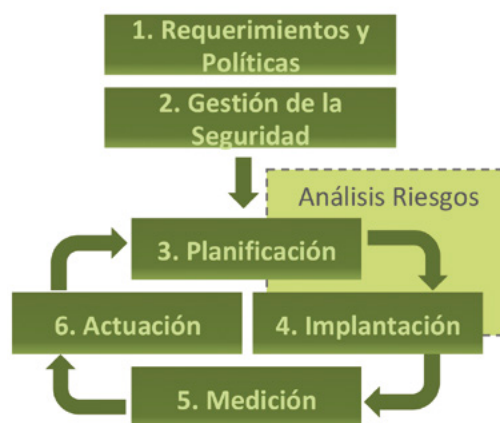 1. Requerimientos y
Políticas
2. Gestión de la
Seguridad
Análisis Riesgos
3. Planificación
6. Actuación
4. Implantación
5. Medición